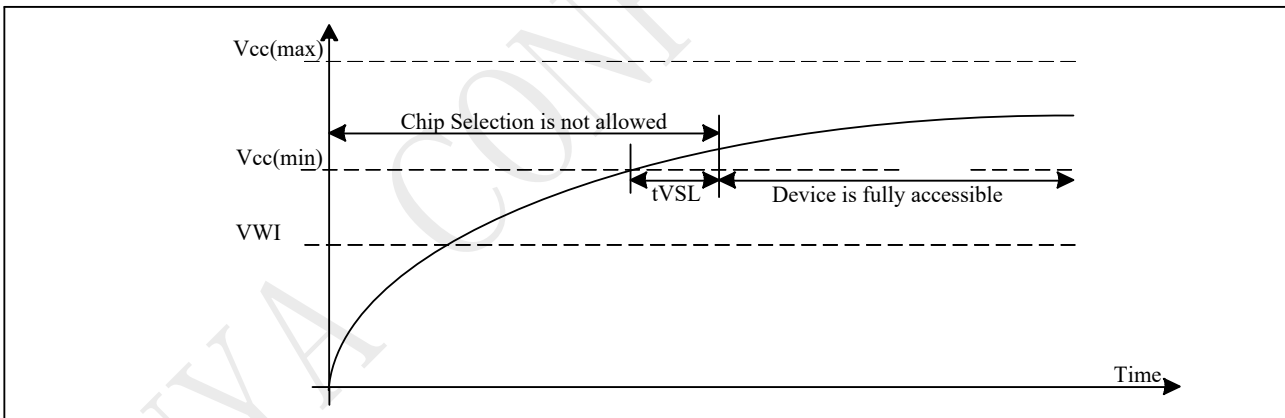 Vcc(max)
Chip Selection is not allowed
Vcc(min)
tVSL
Device is fully accessible
VWI
Time